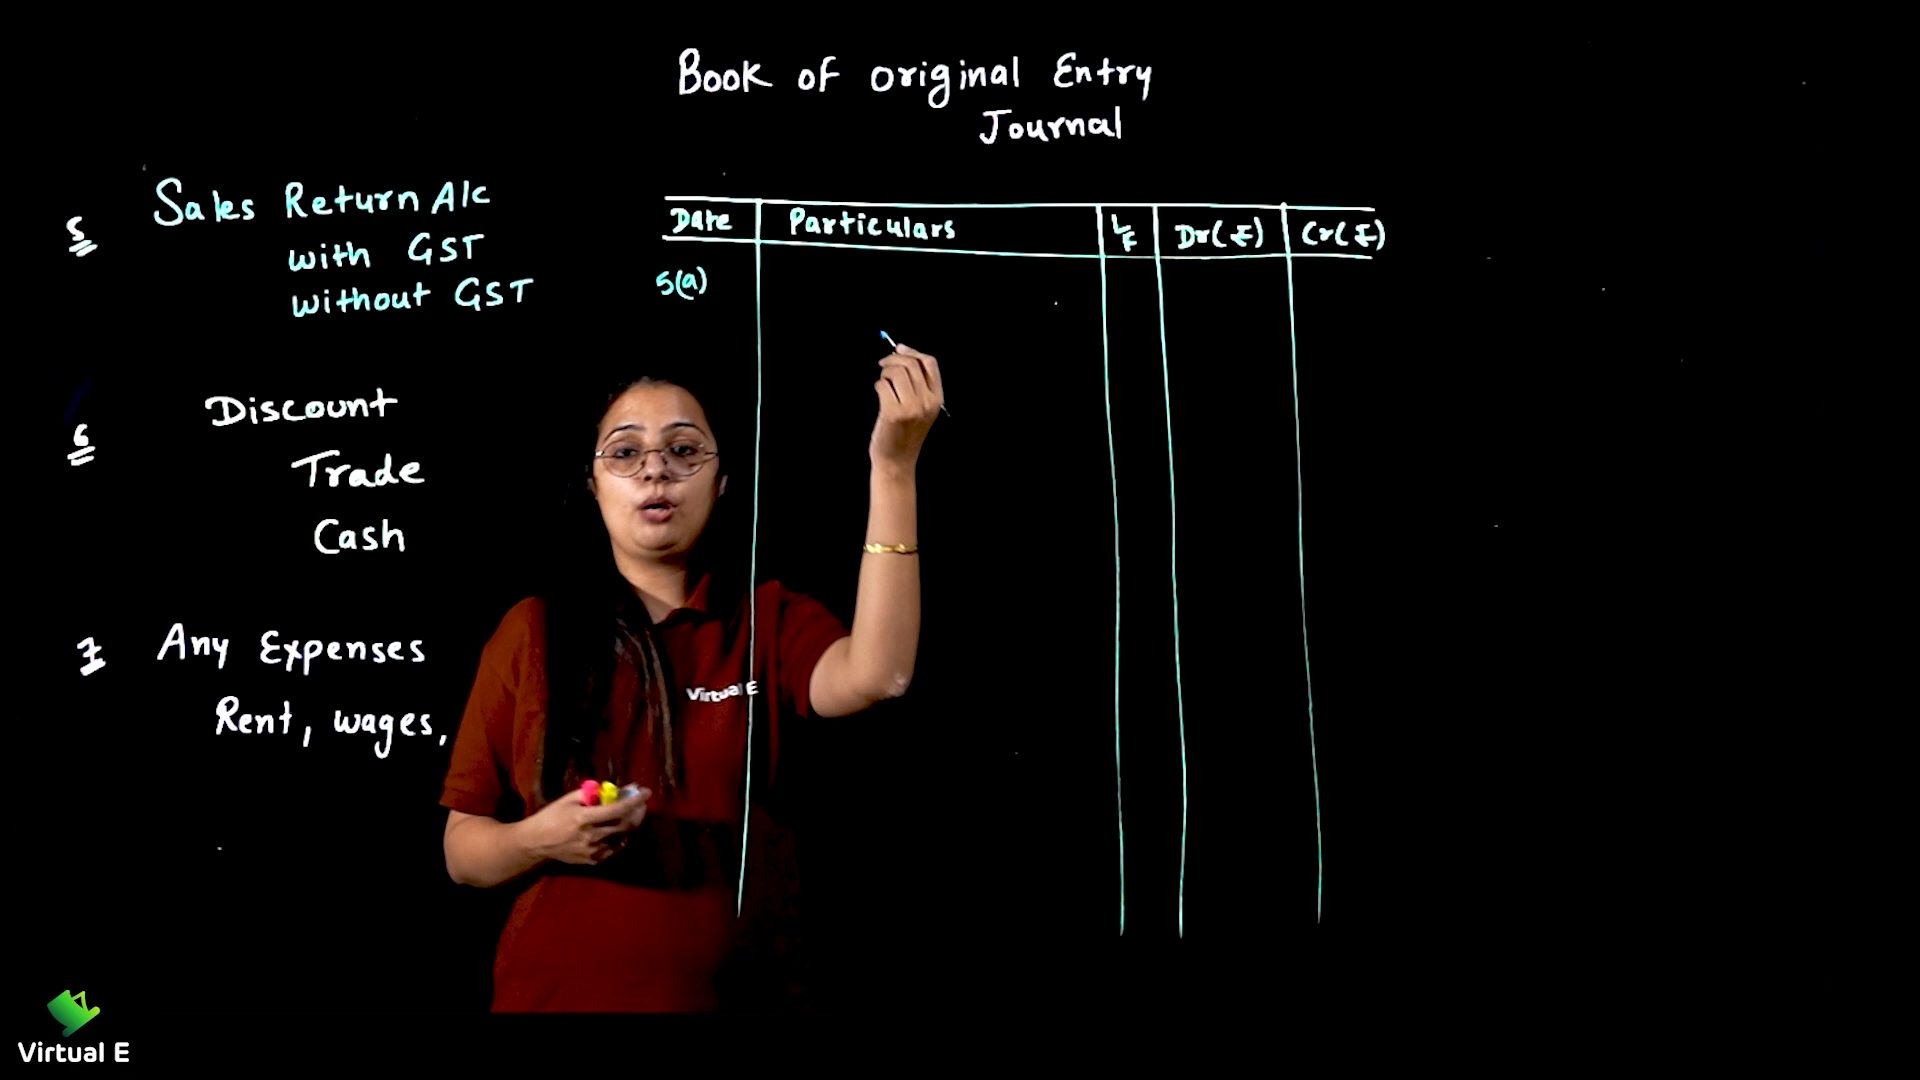 Book of original Entry
Journal
5 Sales Return A/c
with GST
without GST
6 Discount
Trade
Cash
7 Any Expenses
Rent, wages,
Date Particulars LF Dr(₹) Cr(₹)
5(a)
Virtual E
Virtual E